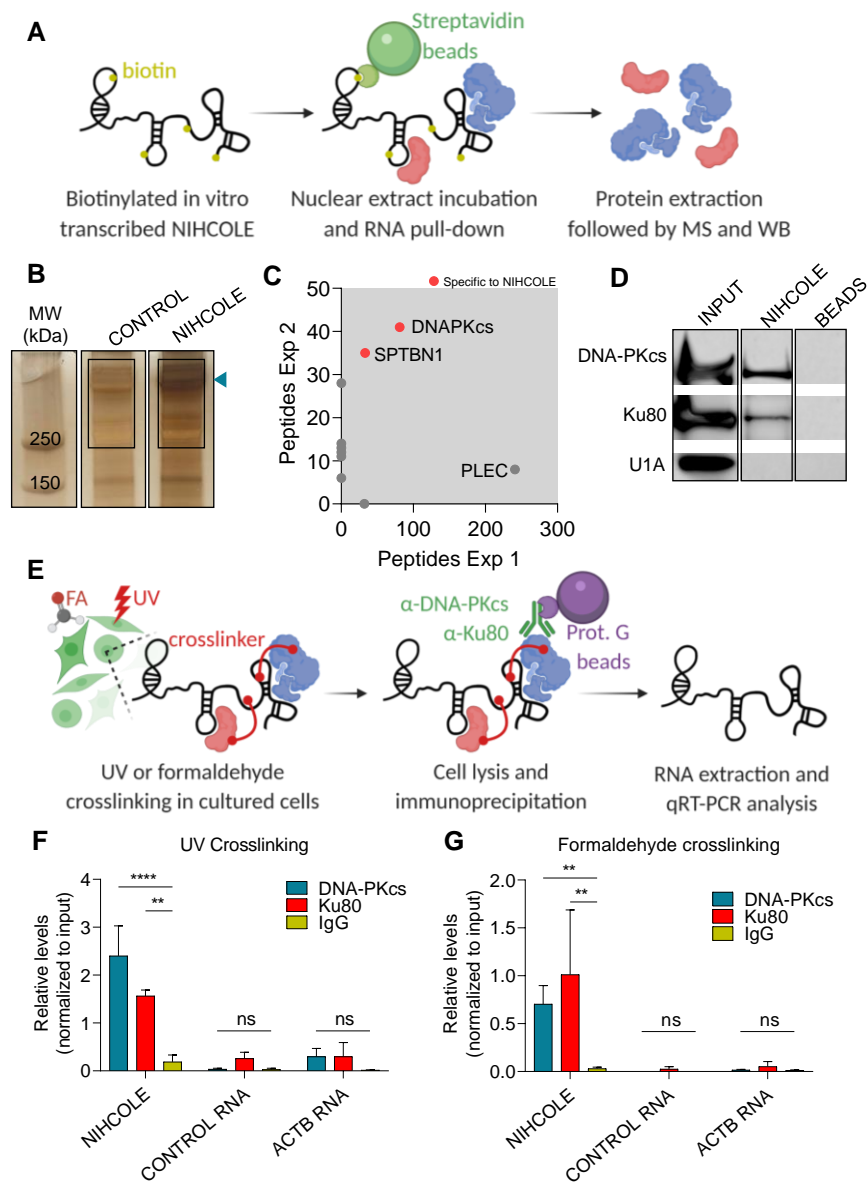 A
biotin
Streptavidin
beads
Biotinylated in vitro
transcribed NIHCOLE
Nuclear extract incubation
and RNA pull-down
Protein extraction
followed by MS and WB
B
MW
(kDa)
CONTROL
NIHCOLE
250
150
C
Specific to NIHCOLE
50
40
30
20
10
0
Peptides Exp 2
DNAPKcs
SPTBN1
PLEC
0
100
200
300
Peptides Exp 1
D
INPUT
NIHCOLE
BEADS
DNA-PKcs
Ku80
U1A
E
FA
UV
crosslinker
α-DNA-PKcs
α-Ku80
Prot. G
beads
UV or formaldehyde
crosslinking in cultured cells
Cell lysis and
immunoprecipitation
RNA extraction and
qRT-PCR analysis
F
UV Crosslinking
Relative levels
(normalized to input)
4
3
2
1
0
****
**
ns
ns
DNA-PKcs
Ku80
IgG
NIHCOLE
CONTROL RNA
ACTB RNA
G
Formaldehyde crosslinking
Relative levels
(normalized to input)
2.0
1.5
1.0
0.5
0.0
**
**
ns
ns
DNA-PKcs
Ku80
IgG
NIHCOLE
CONTROL RNA
ACTB RNA